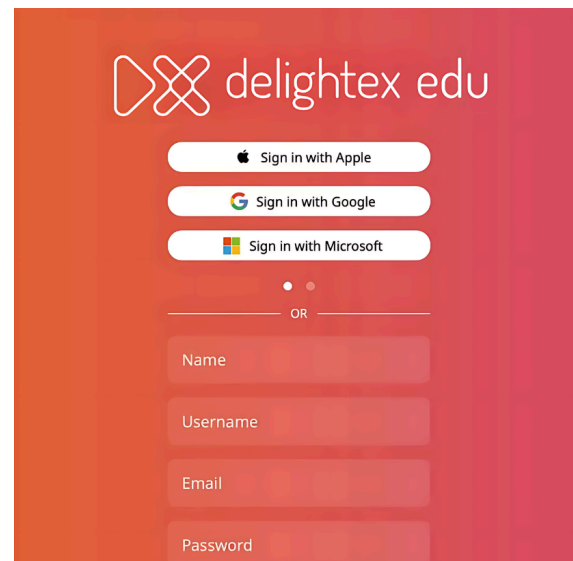 delightex edu
Sign in with Apple
Sign in with Google
Sign in with Microsoft
OR
Name
Username
Email
Password